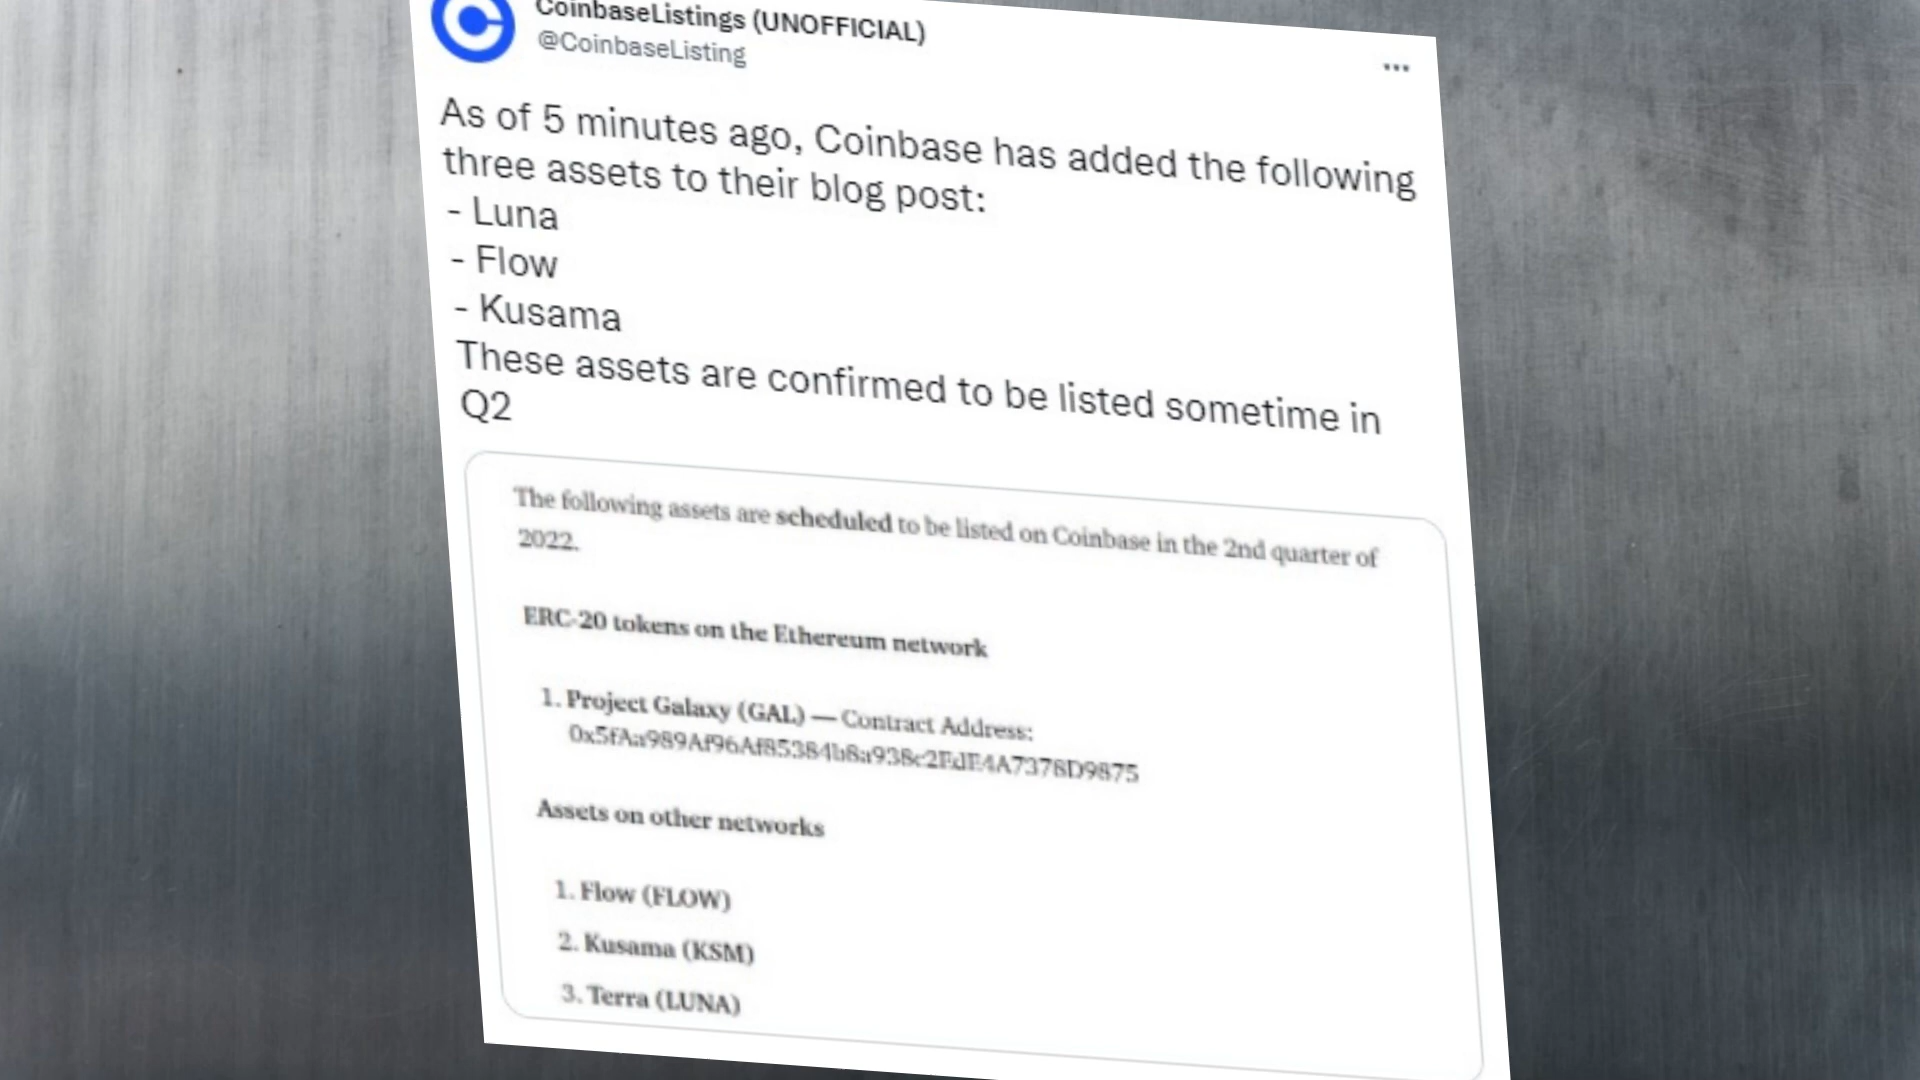 CoinbaseListings (UNOFFICIAL)
@CoinbaseListing
As of 5 minutes ago, Coinbase has added the following
three assets to their blog post:
- Luna
- Flow
- Kusama
These assets are confirmed to be listed sometime in
Q2
The following assets are scheduled to be listed on Coinbase in the 2nd quarter of
2022.
ERC-20 tokens on the Ethereum network
1. Project Galaxy (GAL) — Contract Address:
0x5fAa989Af96Af85384b8a938c2EdE4A7378D9875
Assets on other networks
1. Flow (FLOW)
2. Kusama (KSM)
3. Terra (LUNA)